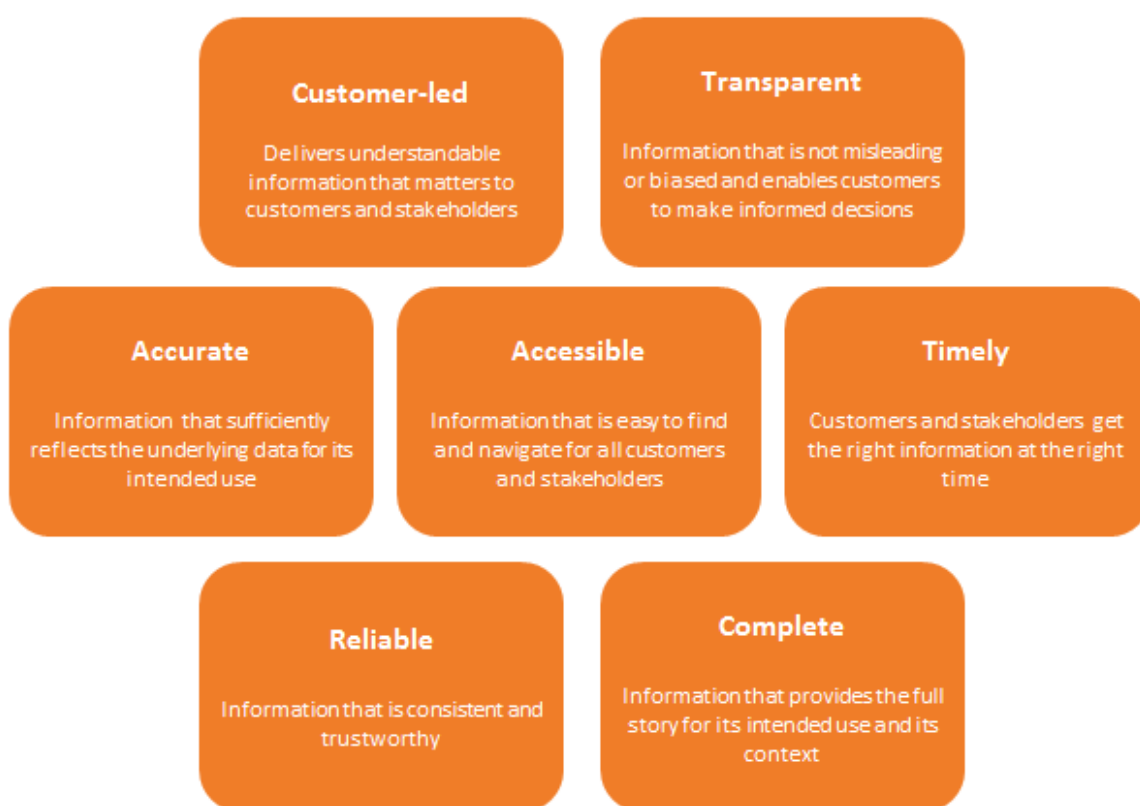 Customer-led
Delivers understandable
information that matters to
customers and stakeholders
Transparent
Information that is not misleading
or biased and enables customers
to make informed decsions
Accurate
Information that sufficiently
reflects the underlying data for its
intended use
Accessible
Information that is easy to find
and navigate for all customers
and stakeholders
Timely
Customers and stakeholders get
the right information at the right
time
Reliable
Information that is consistent and
trustworthy
Complete
Information that provides the full
story for its intended use and its
context